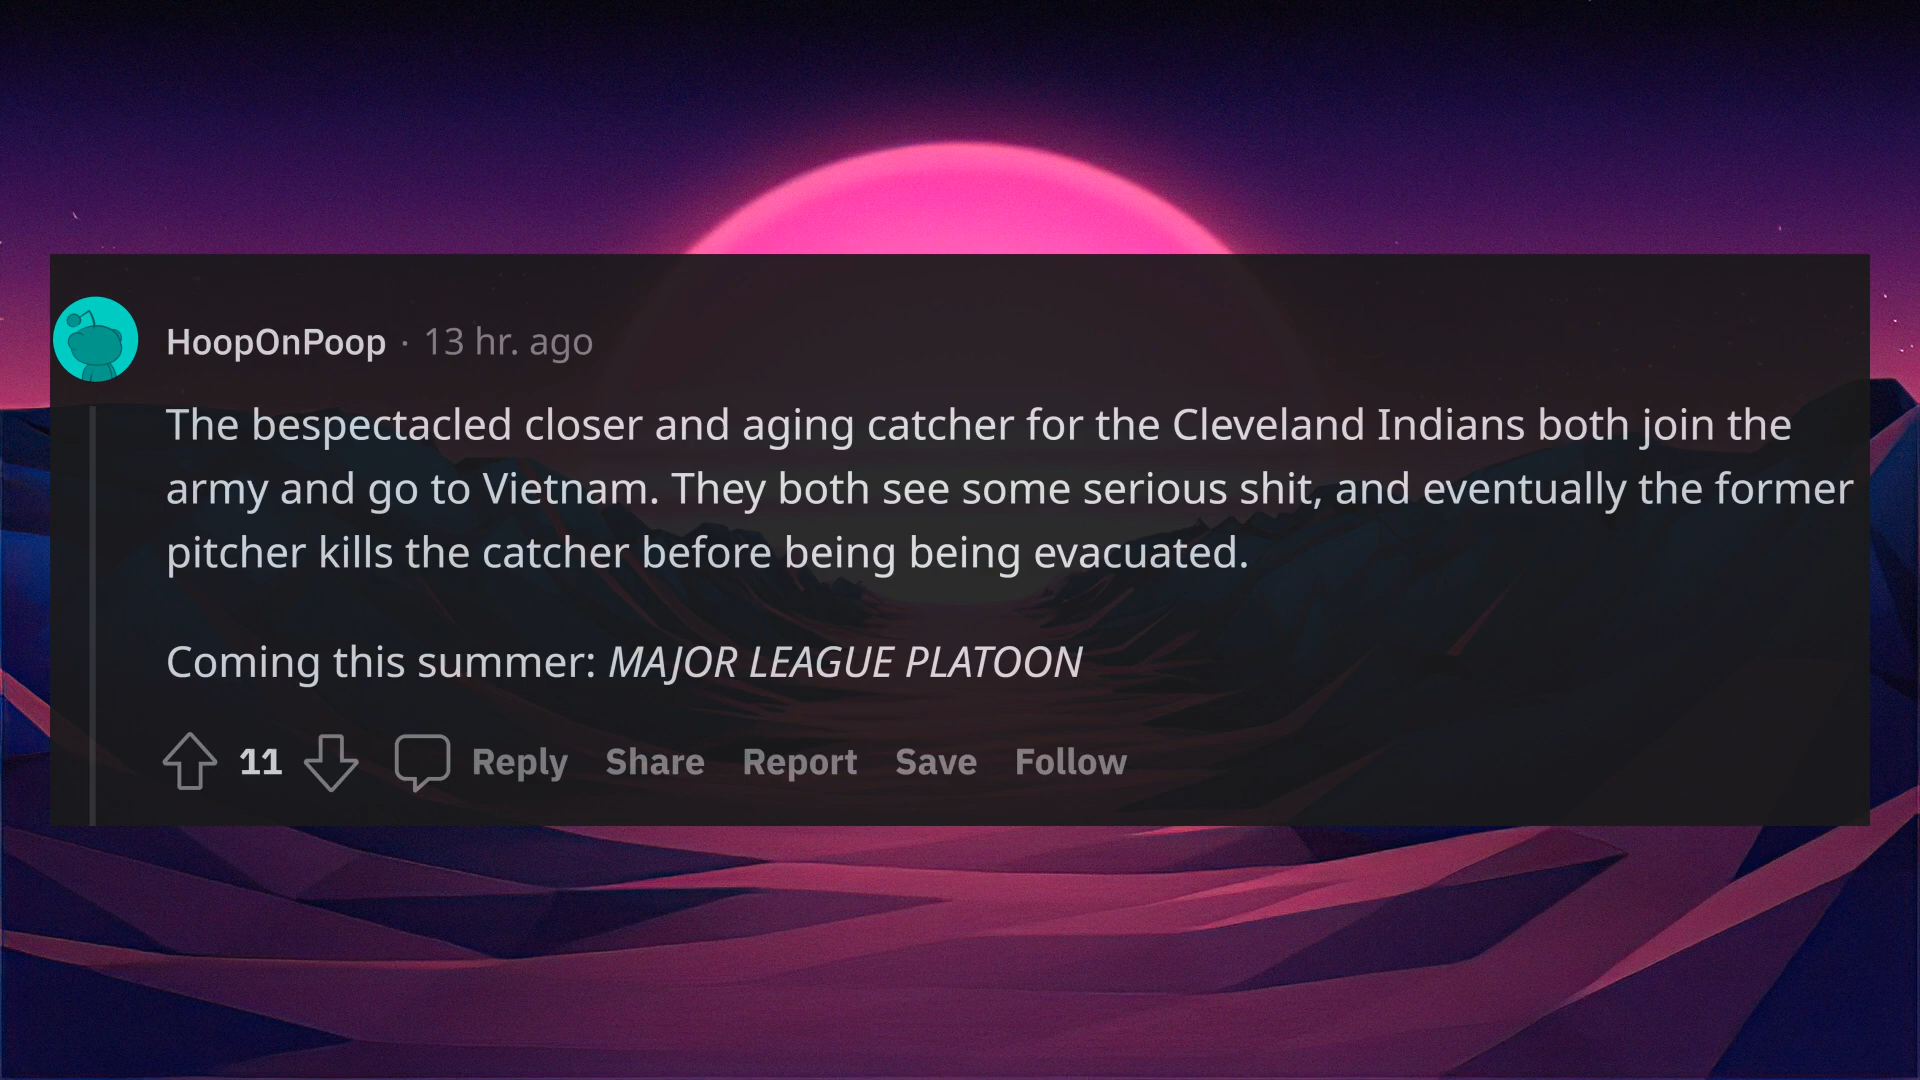 HoopOnPoop · 13 hr. ago
The bespectacled closer and aging catcher for the Cleveland Indians both join the
army and go to Vietnam. They both see some serious shit, and eventually the former
pitcher kills the catcher before being being evacuated.
Coming this summer: MAJOR LEAGUE PLATOON
11 Reply Share Report Save Follow